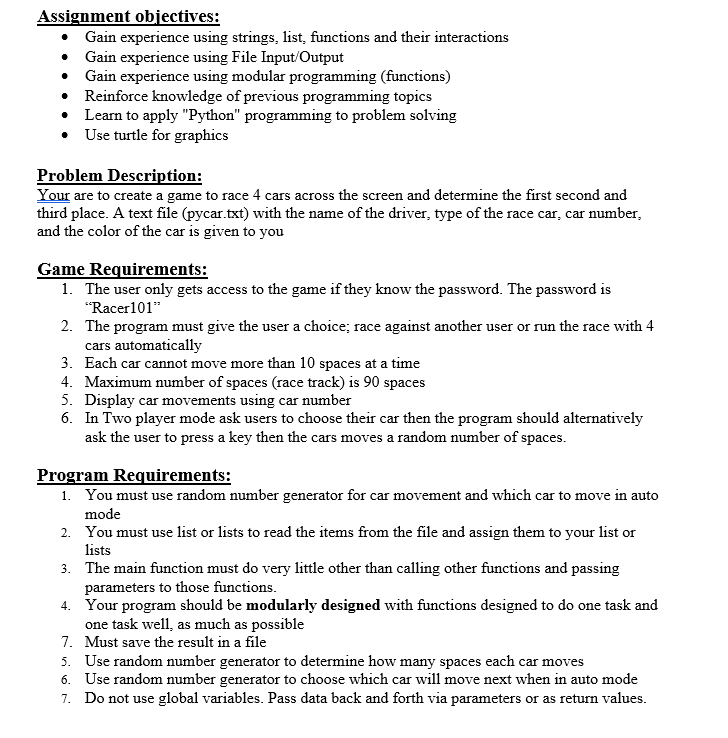 Assignment objectives:
• Gain experience using strings, list, functions and their interactions
• Gain experience using File Input/Output
• Gain experience using modular programming (functions)
• Reinforce knowledge of previous programming topics
• Learn to apply "Python" programming to problem solving
• Use turtle for graphics
Problem Description:
Your are to create a game to race 4 cars across the screen and determine the first second and
third place. A text file (pycar.txt) with the name of the driver, type of the race car, car number,
and the color of the car is given to you
Game Requirements:
1. The user only gets access to the game if they know the password. The password is
“Racer101”
2. The program must give the user a choice; race against another user or run the race with 4
cars automatically
3. Each car cannot move more than 10 spaces at a time
4. Maximum number of spaces (race track) is 90 spaces
5. Display car movements using car number
6. In Two player mode ask users to choose their car then the program should alternatively
ask the user to press a key then the cars moves a random number of spaces.
Program Requirements:
1. You must use random number generator for car movement and which car to move in auto
mode
2. You must use list or lists to read the items from the file and assign them to your list or
lists
3. The main function must do very little other than calling other functions and passing
parameters to those functions.
4. Your program should be modularly designed with functions designed to do one task and
one task well, as much as possible
7. Must save the result in a file
5. Use random number generator to determine how many spaces each car moves
6. Use random number generator to choose which car will move next when in auto mode
7. Do not use global variables. Pass data back and forth via parameters or as return values.